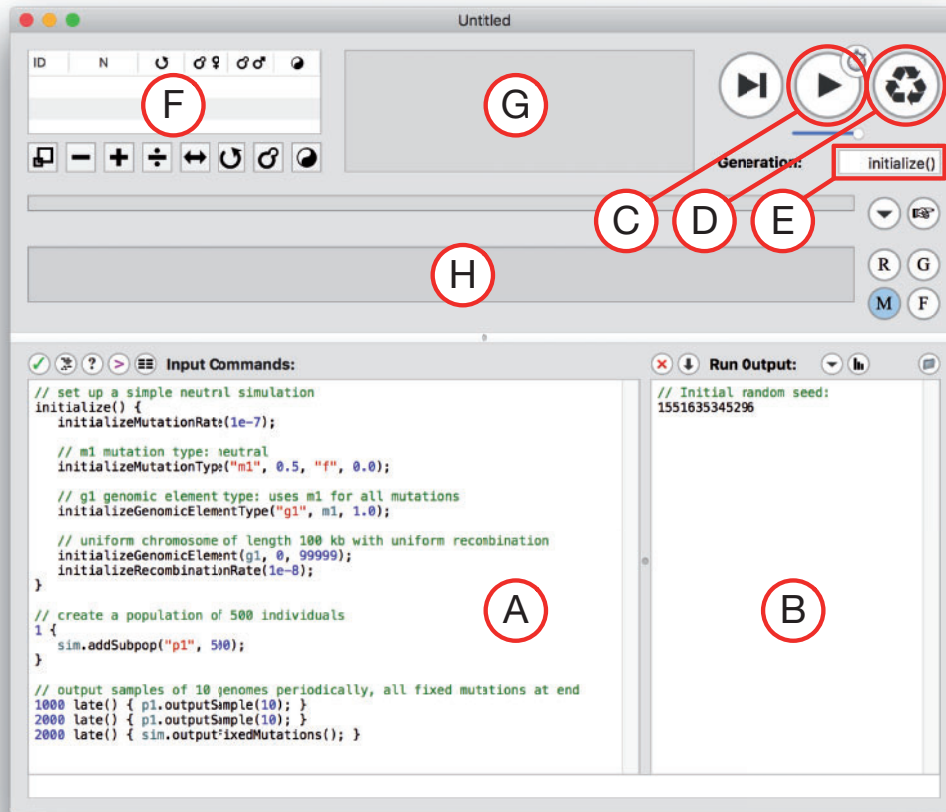 Untitled
ID N
F
G
Generation: initialize()
C D E
H
R G
M F
? > Input Commands:
Run Output:
// set up a simple neutral simulation
initialize() {
initializeMutationRate(1e-7);
// m1 mutation type: neutral
initializeMutationType("m1", 0.5, "f", 0.0);
// g1 genomic element type: uses m1 for all mutations
initializeGenomicElementType("g1", m1, 1.0);
// uniform chromosome of length 100 kb with uniform recombination
initializeGenomicElement(g1, 0, 99999);
initializeRecombinationRate(1e-8);
}
// create a population of 500 individuals
1 {
sim.addSubpop("p1", 500);
}
// output samples of 10 genomes periodically, all fixed mutations at end
1000 late() { p1.outputSample(10); }
2000 late() { p1.outputSample(10); }
2000 late() { sim.outputFixedMutations(); }
A
// Initial random seed:
1551635345296
B